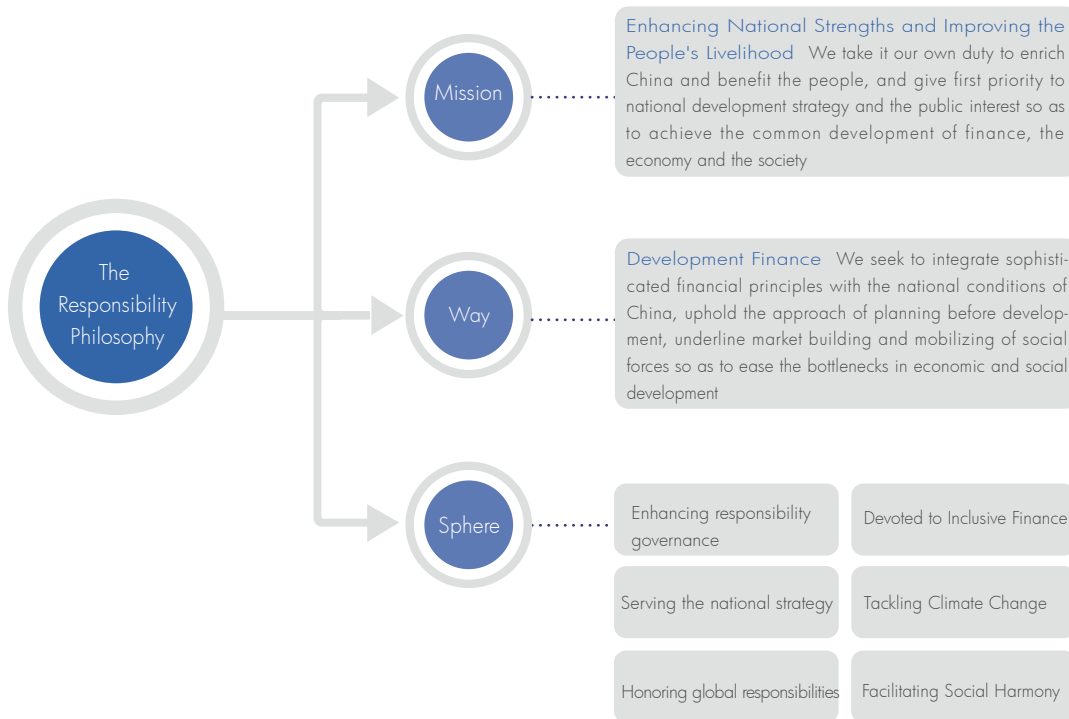 The
Responsibility
Philosophy
Mission
Enhancing National Strengths and Improving the
People's Livelihood We take it our own duty to enrich
China and benefit the people, and give first priority to
national development strategy and the public interest so as
to achieve the common development of finance, the
economy and the society
Way
Development Finance We seek to integrate sophisti-
cated financial principles with the national conditions of
China, uphold the approach of planning before develop-
ment, underline market building and mobilizing of social
forces so as to ease the bottlenecks in economic and social
development
Sphere
Enhancing responsibility
governance
Devoted to Inclusive Finance
Serving the national strategy
Tackling Climate Change
Honoring global responsibilities
Facilitating Social Harmony